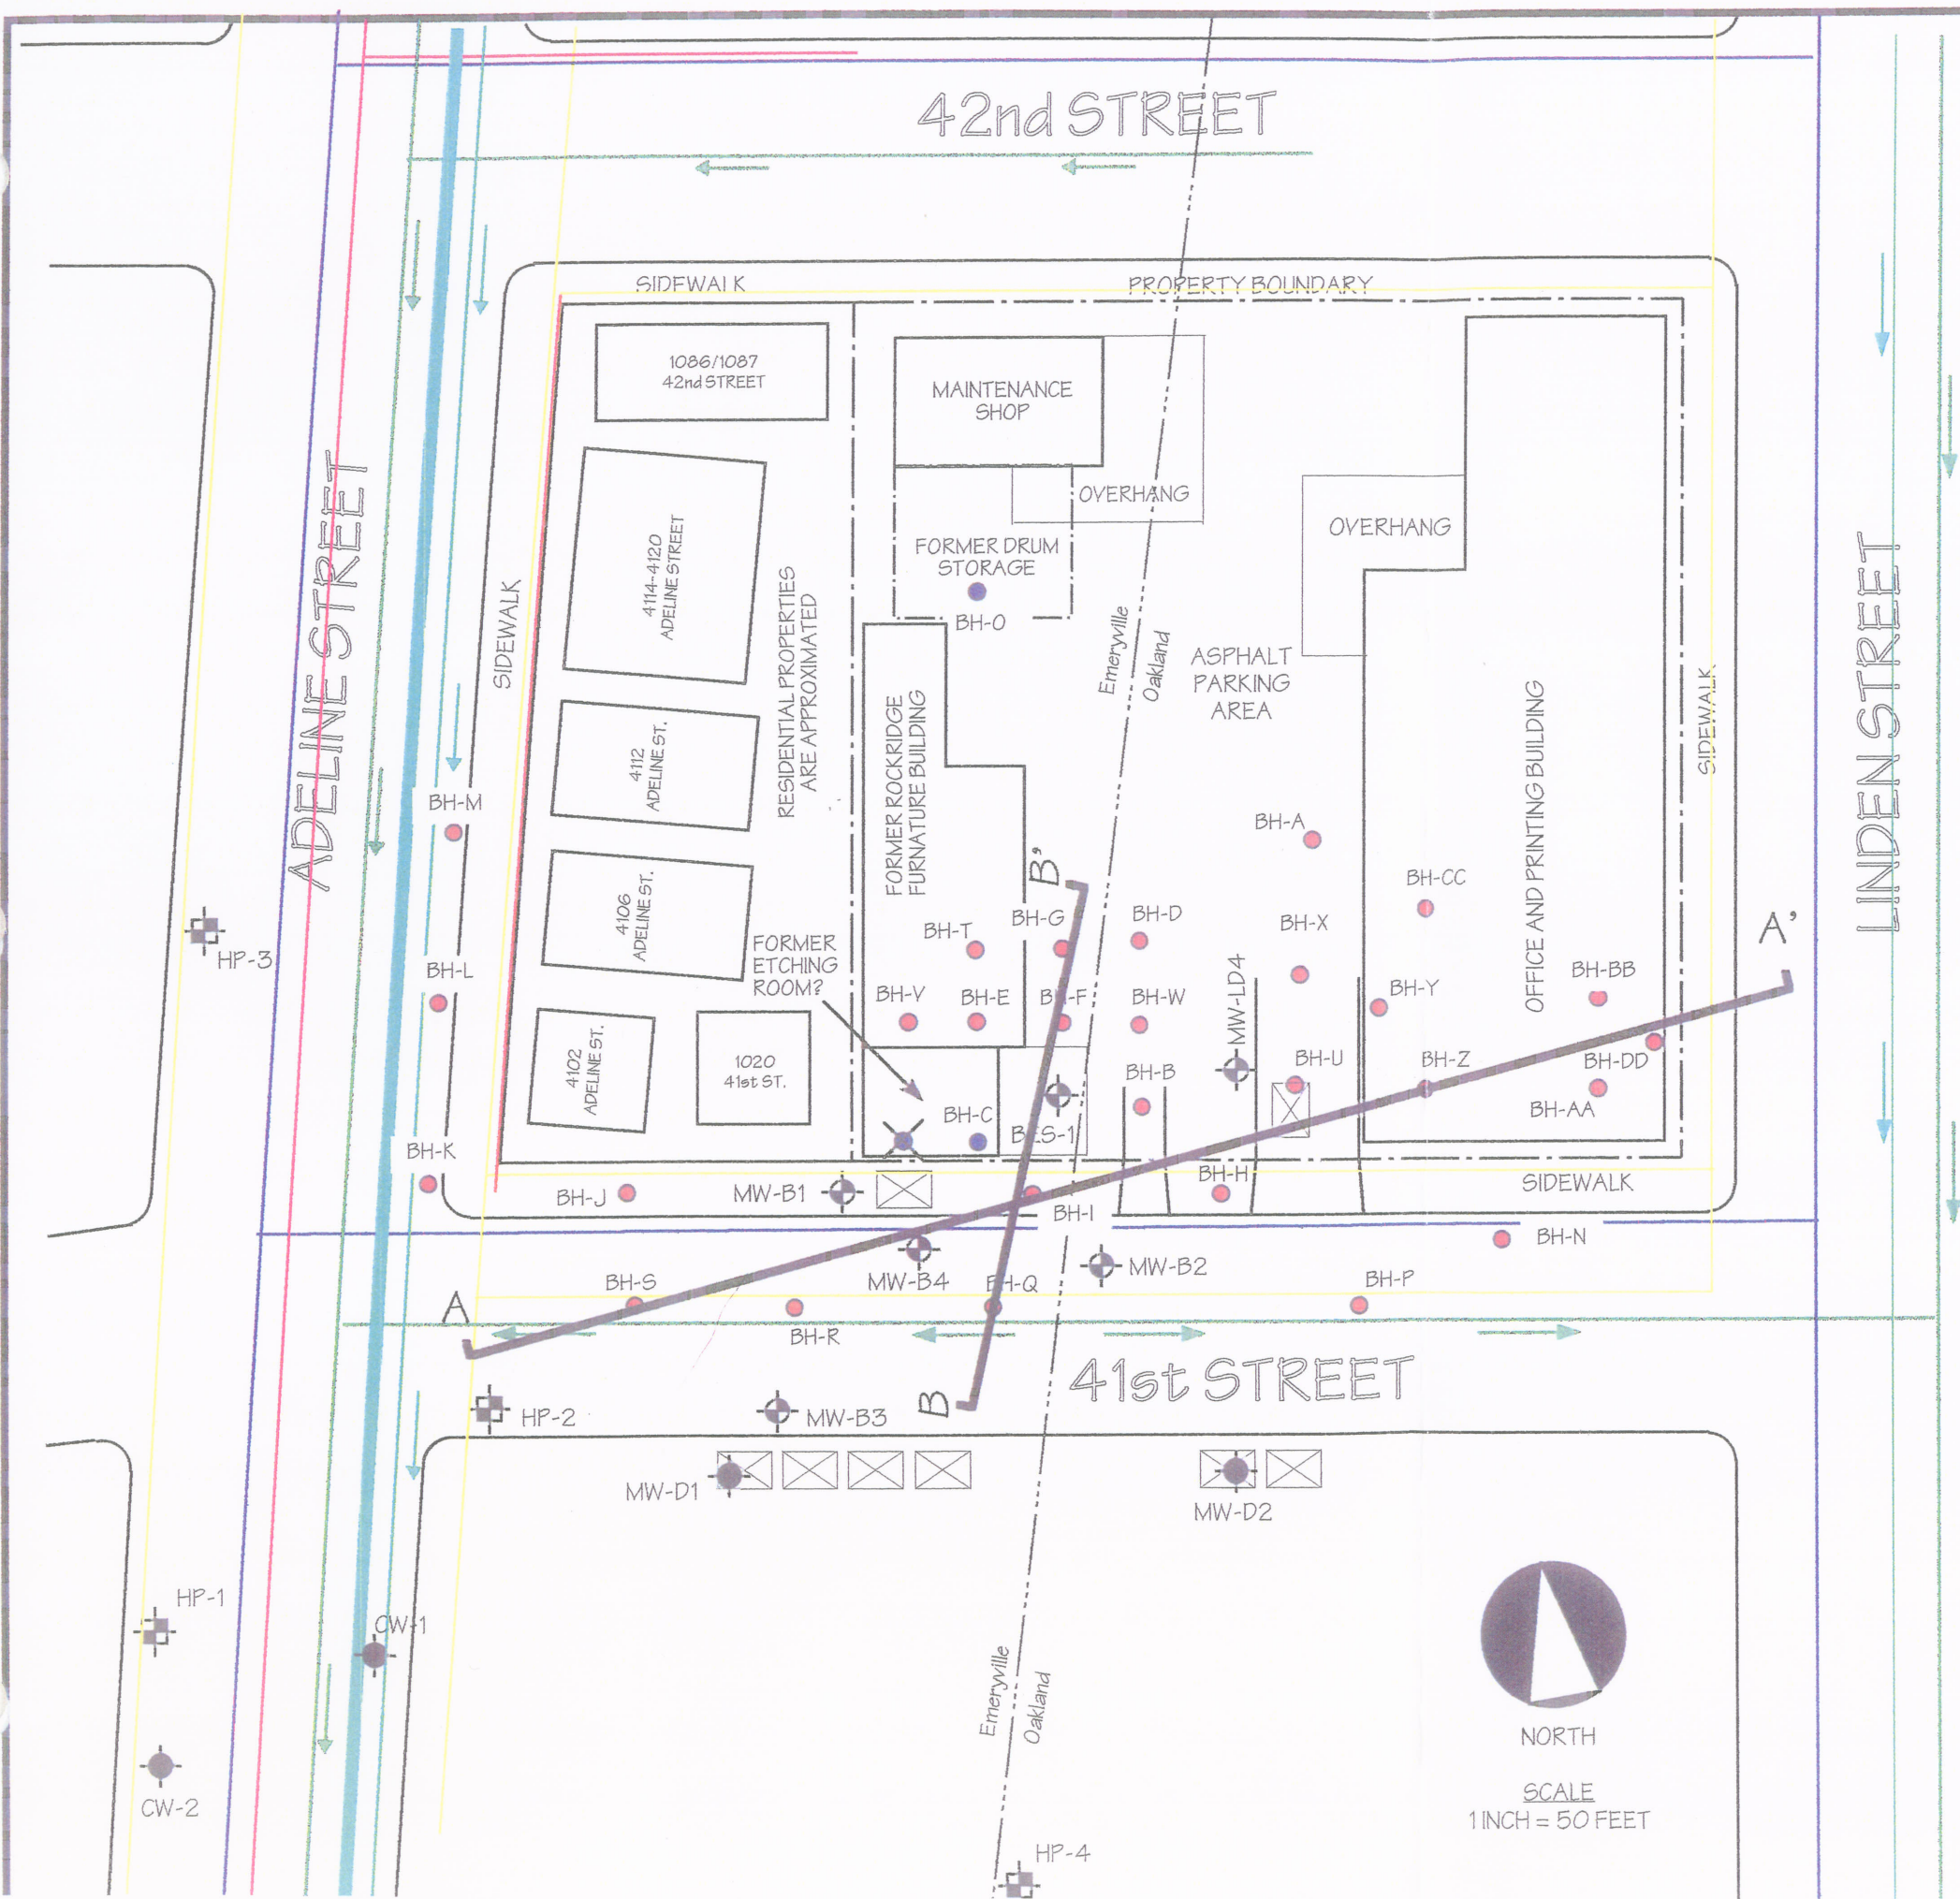 42nd STREET
SIDEWALK
PROPERTY BOUNDARY
1086/1087
42nd STREET
MAINTENANCE
SHOP
OVERHANG
OVERHANG
FORMER DRUM
STORAGE
BH-O
4114-4120
ADELINE STREET
RESIDENTIAL PROPERTIES
ARE APPROXIMATED
ADELINE STREET
SIDEWALK
Emeryville
Oakland
ASPHALT
PARKING
AREA
LINDEN STREET
SIDEWALK
OFFICE AND PRINTING BUILDING
FORMER ROCKRIDGE
FURNATURE BUILDING
4112
ADELINE ST.
BH-M
BH-A
BH-CC
4106
ADELINE ST.
B'
BH-G
BH-D
BH-T
BH-X
A'
FORMER
ETCHING
ROOM?
HP-3
BH-L
BH-V
BH-E
BH-F
BH-W
MW-LD4
BH-Y
BH-BB
4102
ADELINE ST.
1020
41st ST.
BH-B
BH-U
BH-Z
BH-DD
BH-C
BES-1
BH-AA
BH-K
BH-J
MW-B1
BH-H
SIDEWALK
BH-I
BH-N
MW-B4
MW-B2
BH-S
BH-Q
BH-P
A
BH-R
41st STREET
HP-2
MW-B3
B
MW-D1
MW-D2
HP-1
CW-1
Emeryville
Oakland
NORTH
CW-2
SCALE
1 INCH = 50 FEET
HP-4